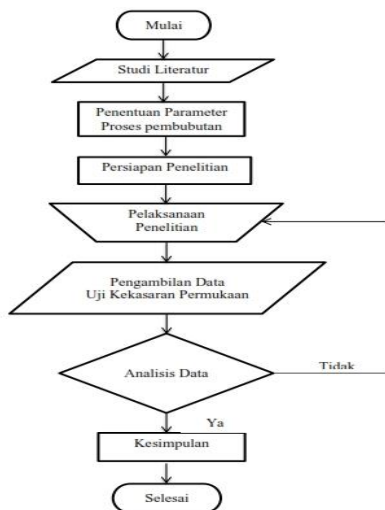 Mulai
Studi Literatur
Penentuan Parameter
Proses pembubutan
Persiapan Penelitian
Pelaksanaan
Penelitian
Pengambilan Data
Uji Kekasaran Permukaan
Analisis Data
Tidak
Ya
Kesimpulan
Selesai